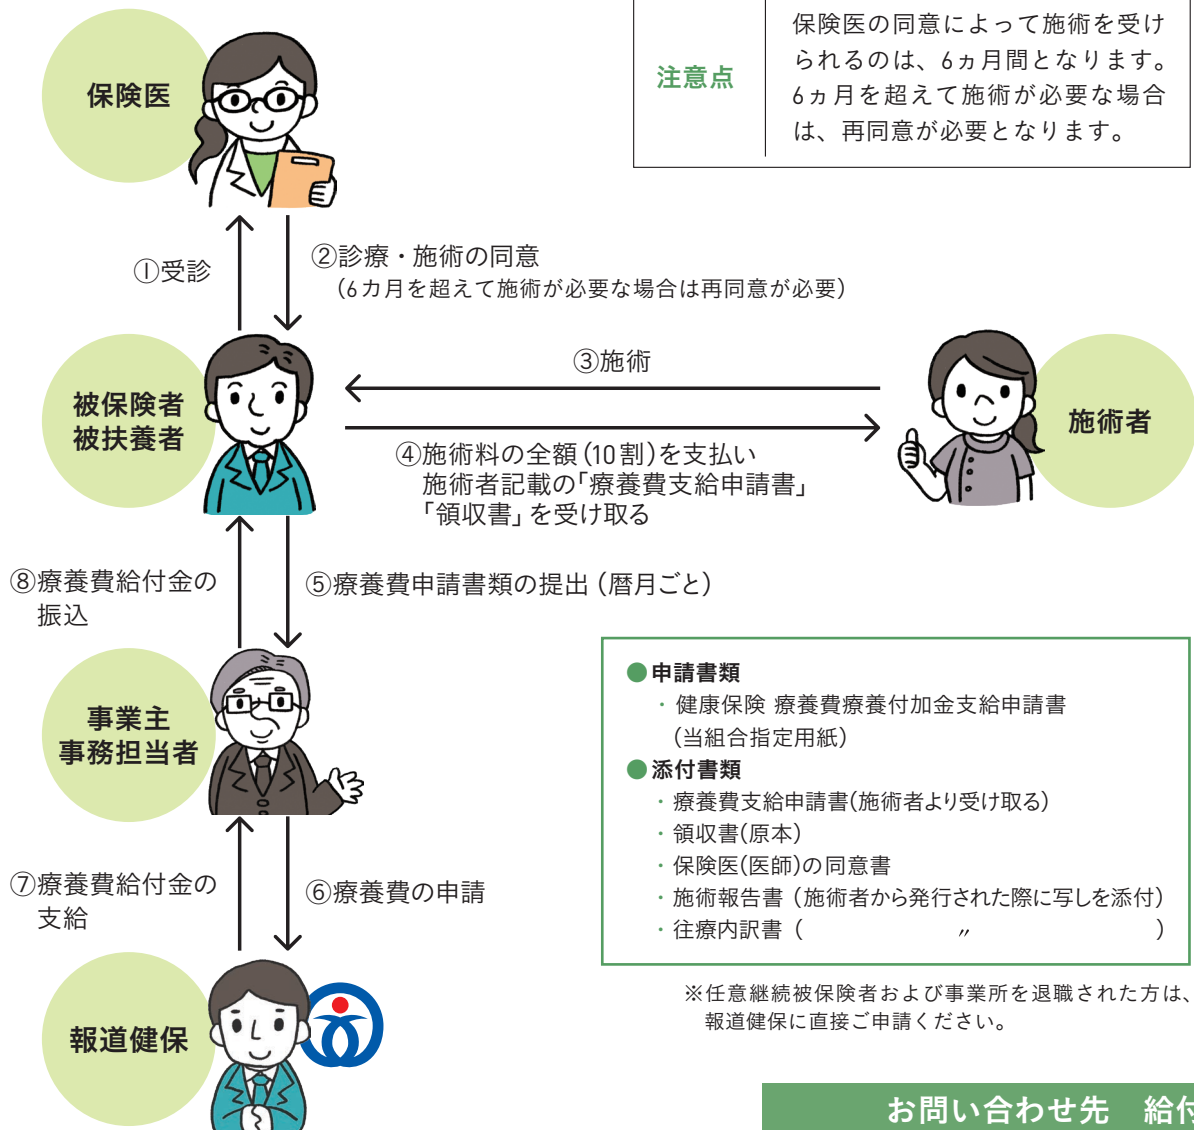 保険医
注意点
保険医の同意によって施術を受け
られるのは、6ヵ月間となります。
6ヵ月を超えて施術が必要な場合
は、再同意が必要となります。
①受診
②診療・施術の同意
(6カ月を超えて施術が必要な場合は再同意が必要)
被保険者
被扶養者
③施術
施術者
④施術料の全額(10割)を支払い
施術者記載の「療養費支給申請書」
「領収書」を受け取る
⑧療養費給付金の
振込
⑤療養費申請書類の提出(暦月ごと)
事業主
事務担当者
●申請書類
・健康保険 療養費療養付加金支給申請書
(当組合指定用紙)
●添付書類
・療養費支給申請書(施術者より受け取る)
・領収書(原本)
・保険医(医師)の同意書
・施術報告書(施術者から発行された際に写しを添付)
・往療内訳書( 〃 )
⑦療養費給付金の
支給
⑥療養費の申請
報道健保
※任意継続被保険者および事業所を退職された方は、
報道健保に直接ご申請ください。
お問い合わせ先 給付